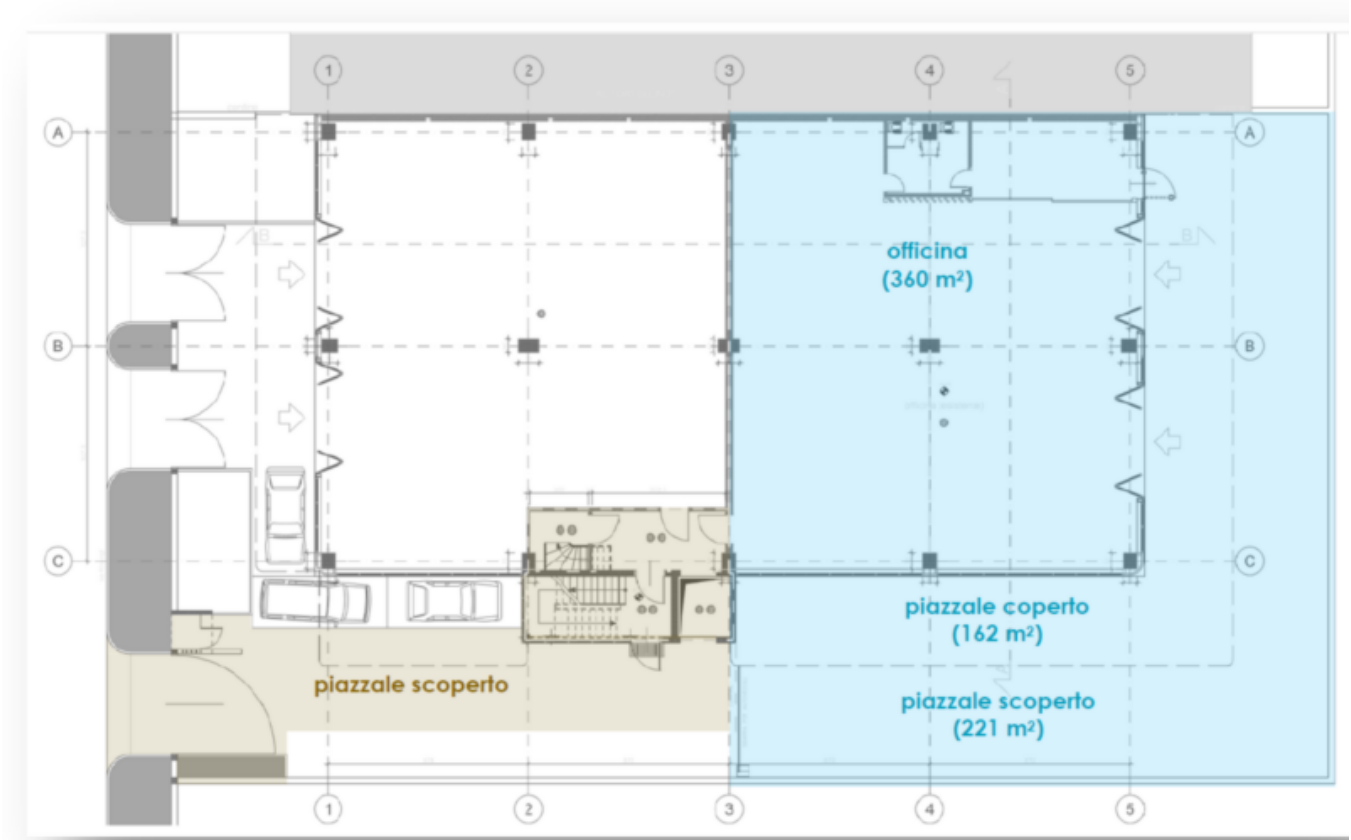 1 2 3 4 5
A A
B B
officina
(360 m²)
B B
C C
piazzale coperto
(162 m²)
piazzale scoperto
piazzale scoperto
(221 m²)
1 2 3 4 5